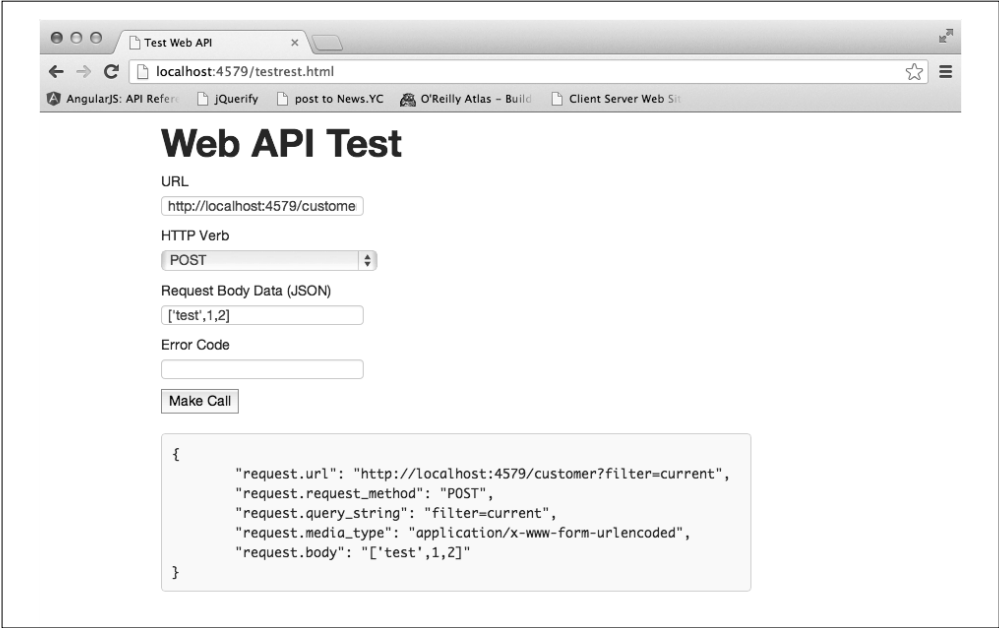 Test Web API
localhost:4579/testrest.html
AngularJS: API Refer
jQuerify
post to News.YC
O'Reilly Atlas - Build
Client Server Web Sit
Web API Test
URL
http://localhost:4579/custome
HTTP Verb
POST
Request Body Data (JSON)
['test',1,2]
Error Code
Make Call
{
"request.url": "http://localhost:4579/customer?filter=current",
"request.request_method": "POST",
"request.query_string": "filter=current",
"request.media_type": "application/x-www-form-urlencoded",
"request.body": "['test',1,2]"
}